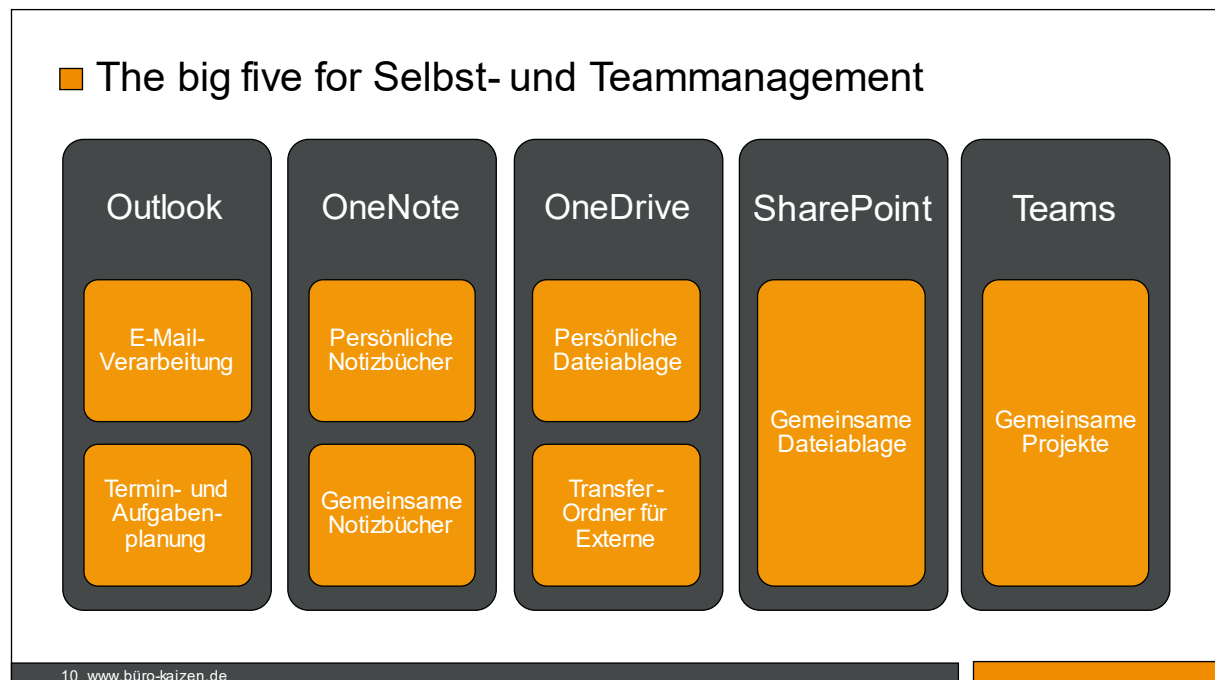 The big five for Selbst- und Teammanagement
Outlook
E-Mail-
Verarbeitung
Termin- und
Aufgaben-
planung
OneNote
Persönliche
Notizbücher
Gemeinsame
Notizbücher
OneDrive
Persönliche
Dateiablage
Transfer-
Ordner für
Externe
SharePoint
Gemeinsame
Dateiablage
Teams
Gemeinsame
Projekte
10 www.büro-kaizen.de